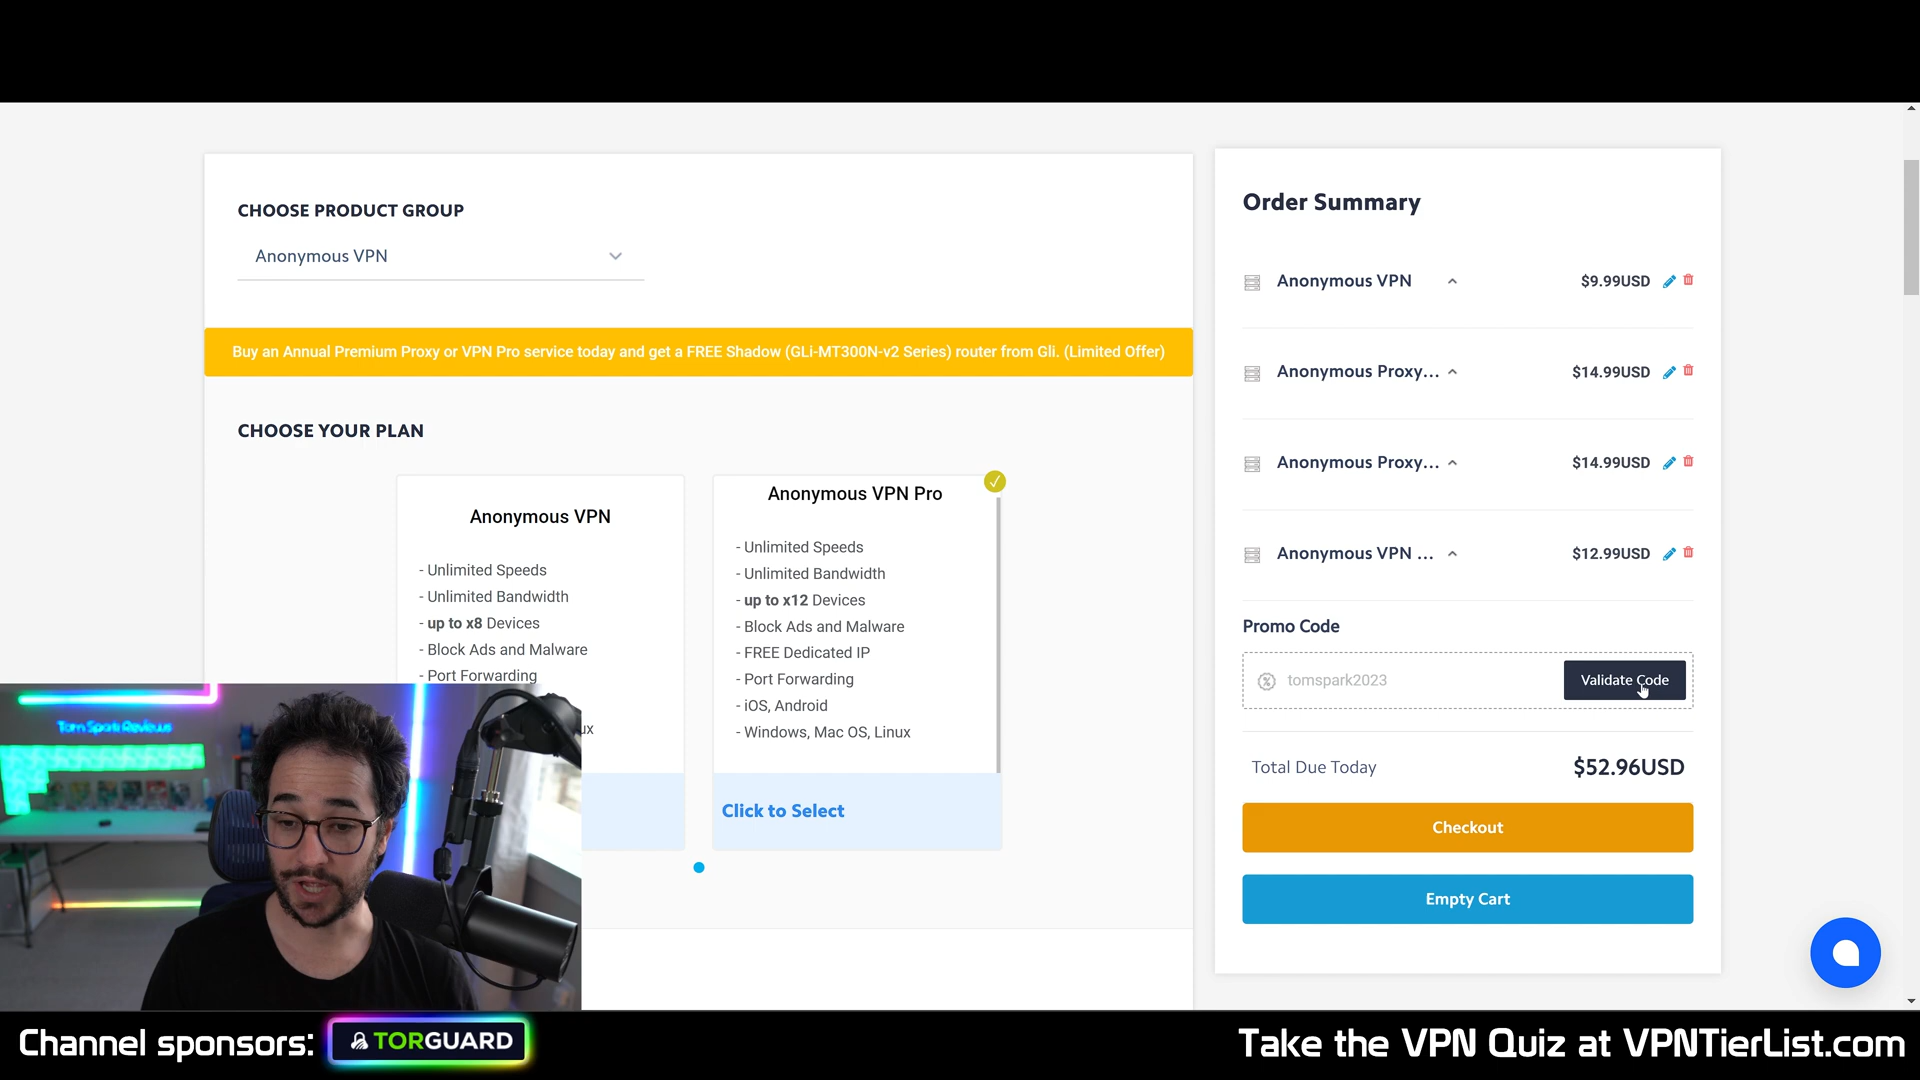 CHOOSE PRODUCT GROUP
Anonymous VPN
Buy an Annual Premium Proxy or VPN Pro service today and get a FREE Shadow (GLi-MT300N-v2 Series) router from Gli. (Limited Offer)
CHOOSE YOUR PLAN
Anonymous VPN
- Unlimited Speeds
- Unlimited Bandwidth
- up to x8 Devices
- Block Ads and Malware
- Port Forwarding
ux
Anonymous VPN Pro
- Unlimited Speeds
- Unlimited Bandwidth
- up to x12 Devices
- Block Ads and Malware
- FREE Dedicated IP
- Port Forwarding
- iOS, Android
- Windows, Mac OS, Linux
Click to Select
Order Summary
Anonymous VPN $9.99USD
Anonymous Proxy... $14.99USD
Anonymous Proxy... $14.99USD
Anonymous VPN ... $12.99USD
Promo Code
tomspark2023 Validate Code
Total Due Today $52.96USD
Checkout
Empty Cart
Tom Spark Reviews
Channel sponsors: TORGUARD
Take the VPN Quiz at VPNTierList.com